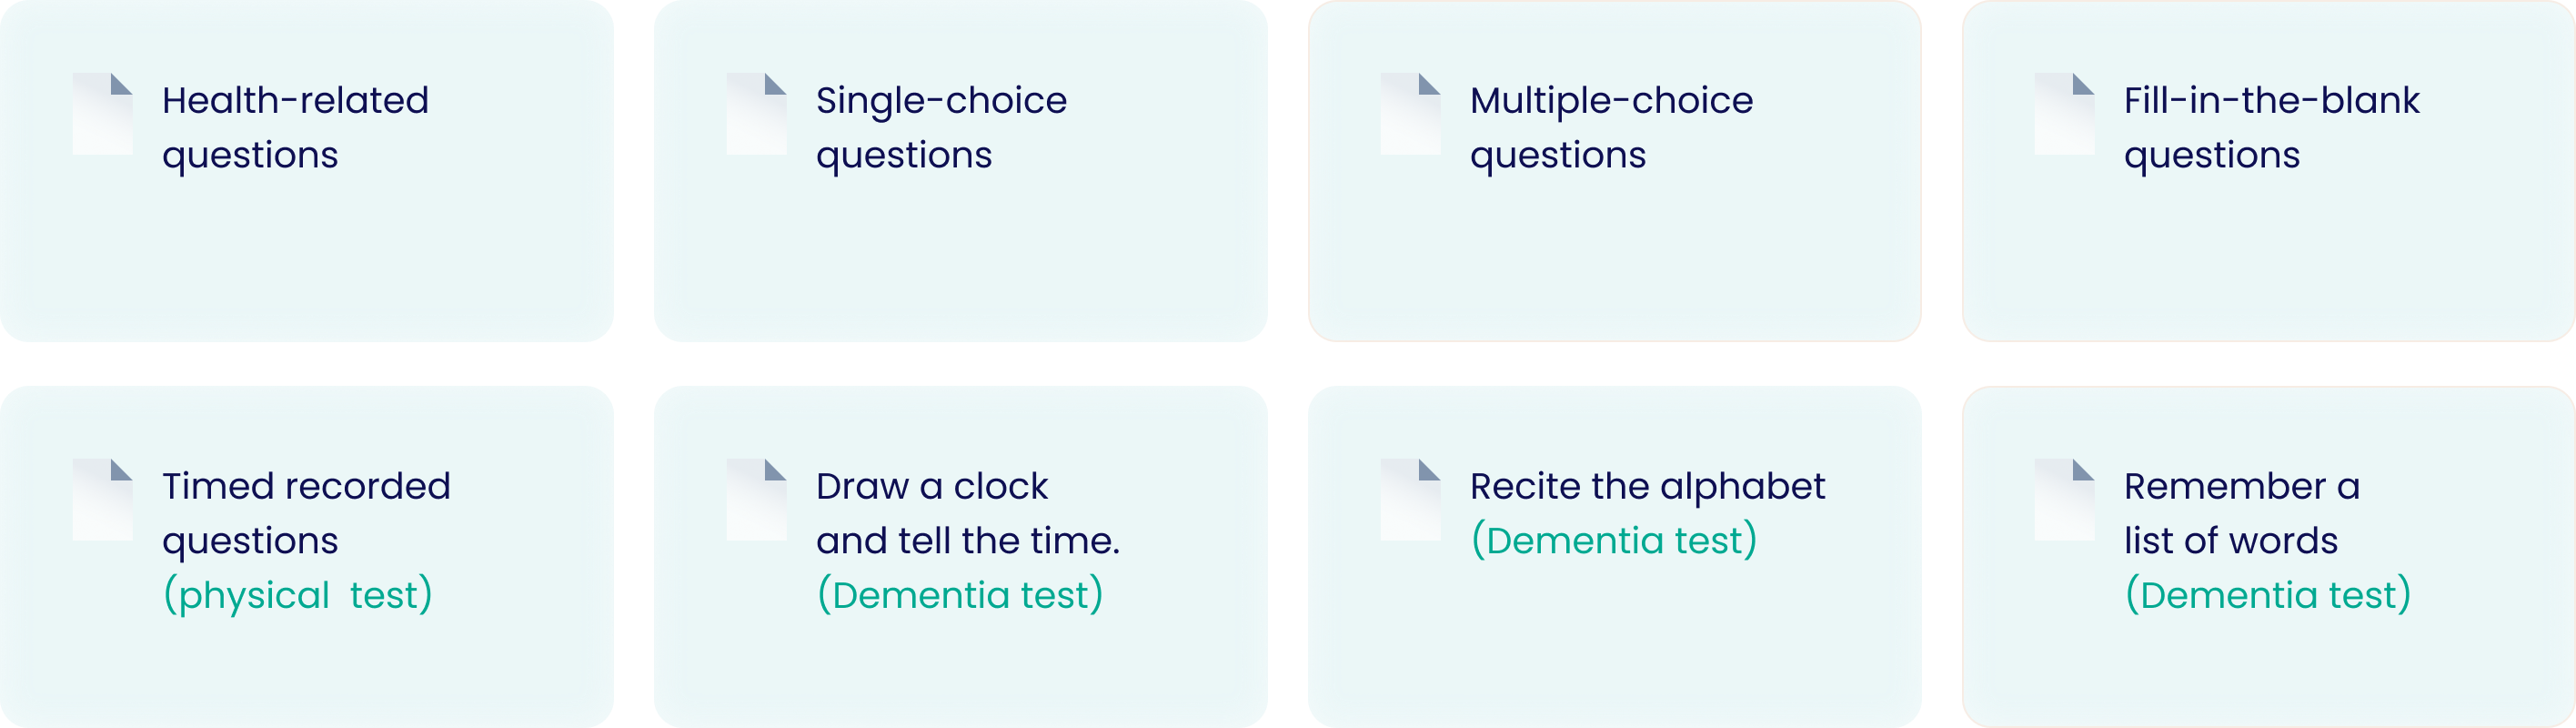 Health-related
questions
Single-choice
questions
Multiple-choice
questions
Fill-in-the-blank
questions
Timed recorded
questions
(physical  test)
Draw a clock
and tell the time.
(Dementia test)
Recite the alphabet
(Dementia test)
Remember a
list of words
(Dementia test)